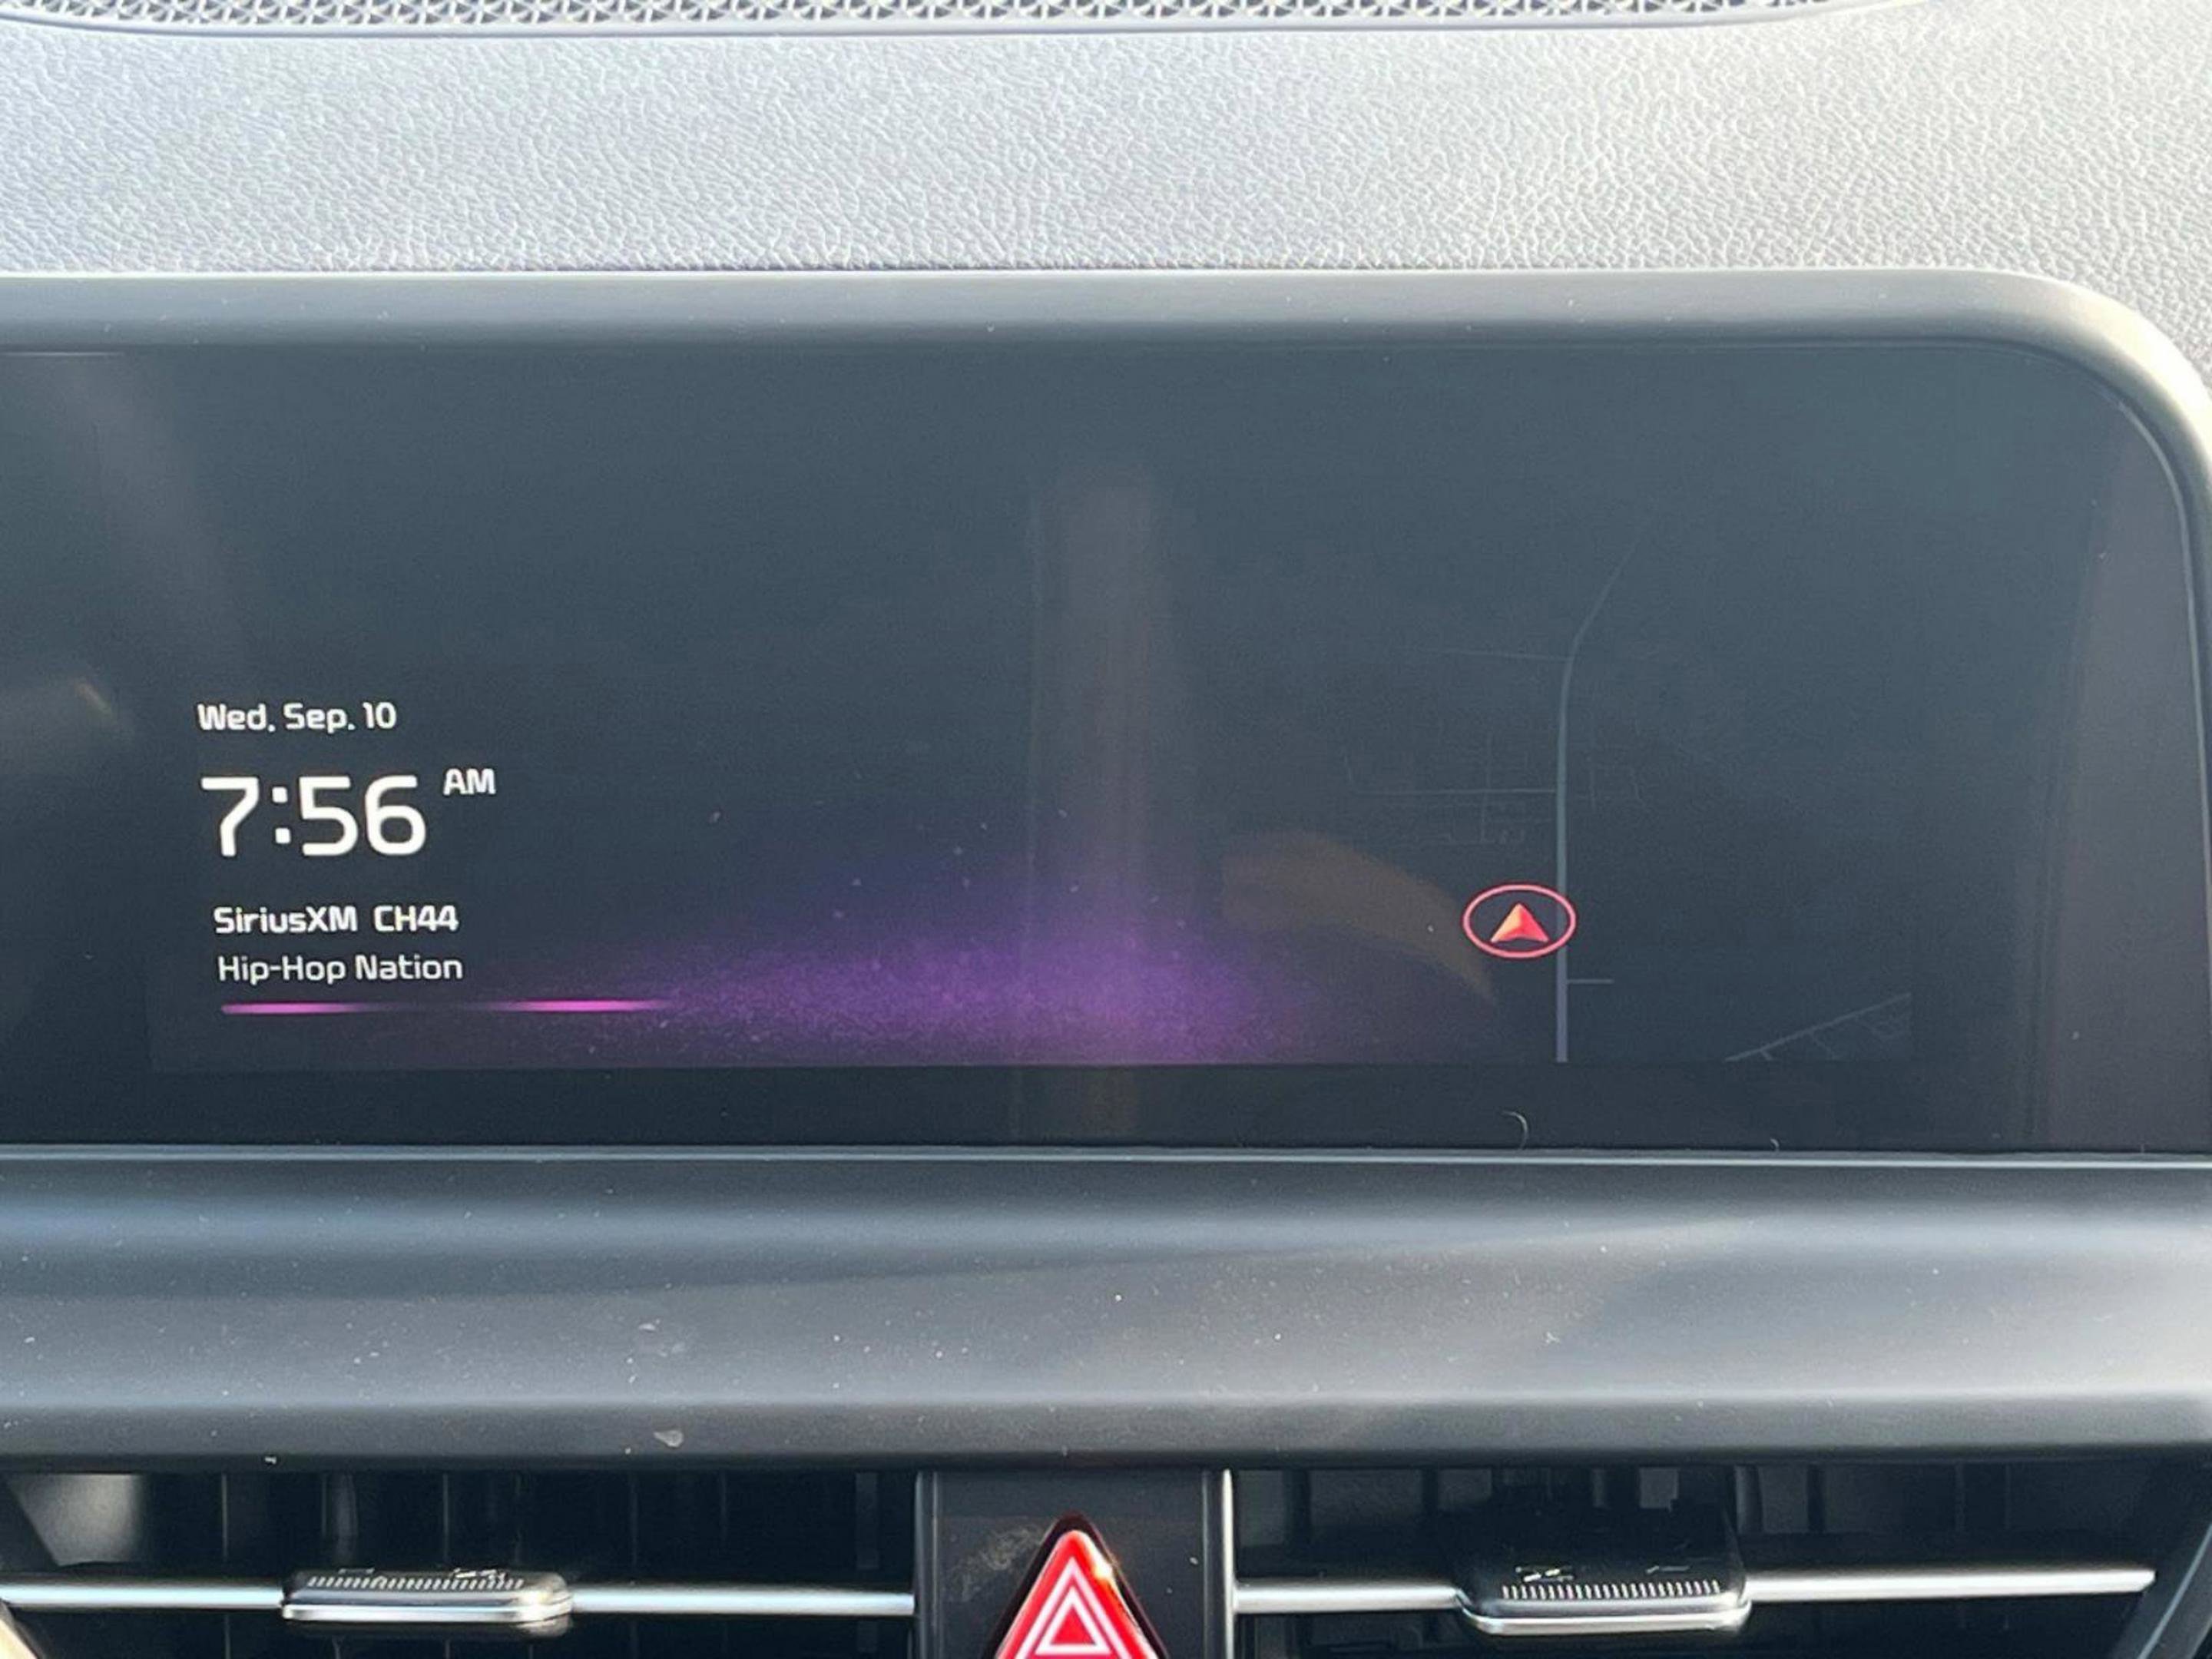 Wed, Sep. 10
7:56 AM
SiriusXM CH44
Hip-Hop Nation